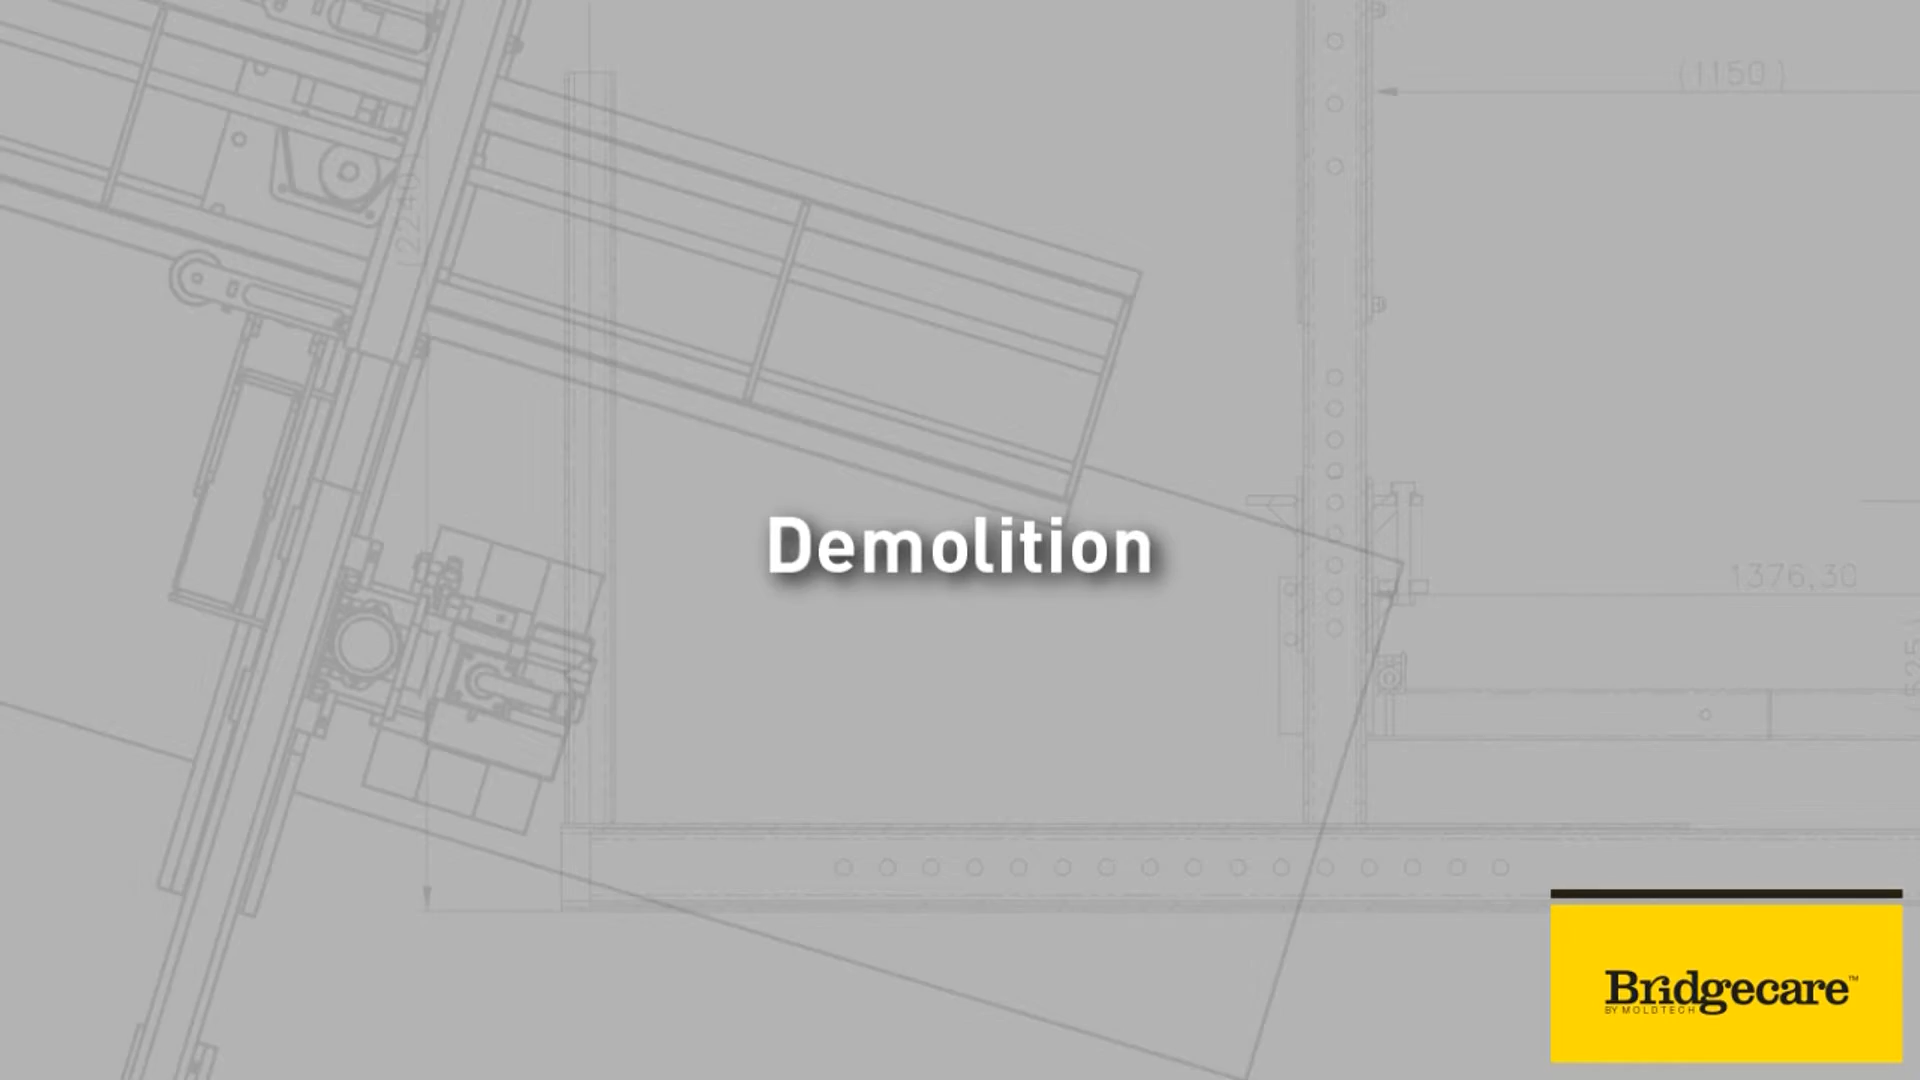 (1150)
(2240)
Demolition
1376,30
Bridgecare™
BY MOLDTECH